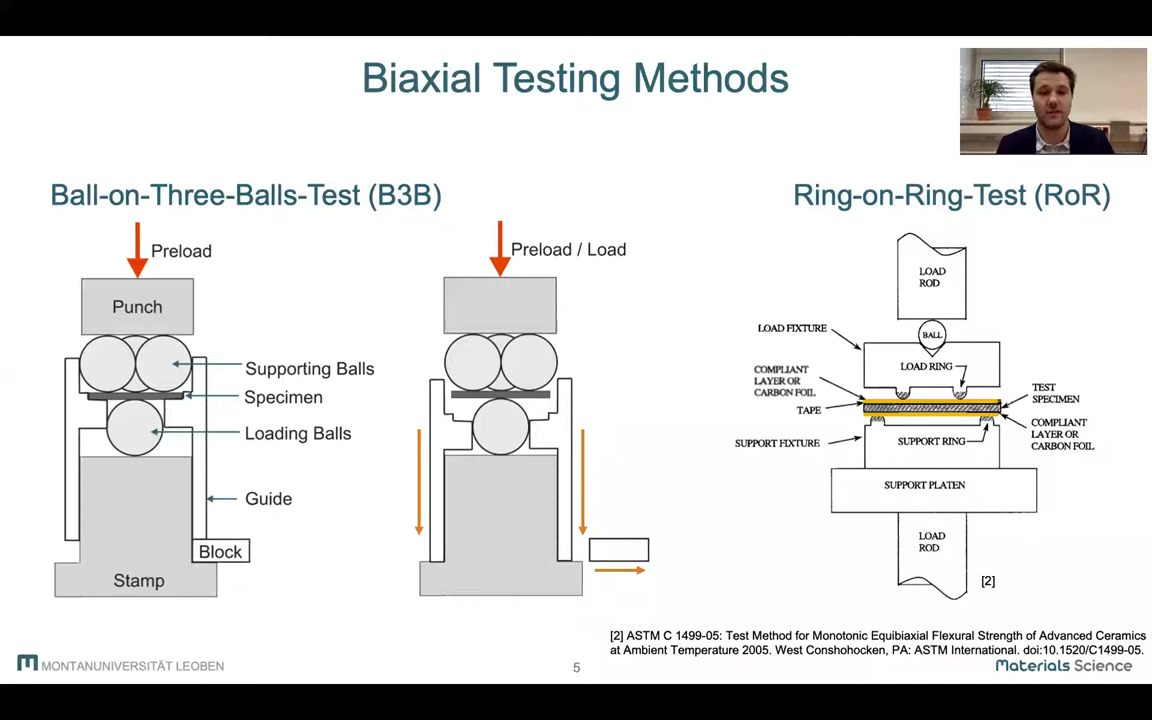 Biaxial Testing Methods
Ball-on-Three-Balls-Test (B3B)
Preload
Punch
Supporting Balls
Specimen
Loading Balls
Guide
Block
Stamp
Preload / Load
Ring-on-Ring-Test (RoR)
LOAD
ROD
BALL
LOAD FIXTURE
LOAD RING
COMPLIANT
LAYER OR
CARBON FOIL
TAPE
TEST
SPECIMEN
COMPLIANT
LAYER OR
CARBON FOIL
SUPPORT FIXTURE
SUPPORT RING
SUPPORT PLATEN
LOAD
ROD
[2]
[2] ASTM C 1499-05: Test Method for Monotonic Equibiaxial Flexural Strength of Advanced Ceramics
at Ambient Temperature 2005. West Conshohocken, PA: ASTM International. doi:10.1520/C1499-05.
MONTANUNIVERSITÄT LEOBEN
5
Materials Science